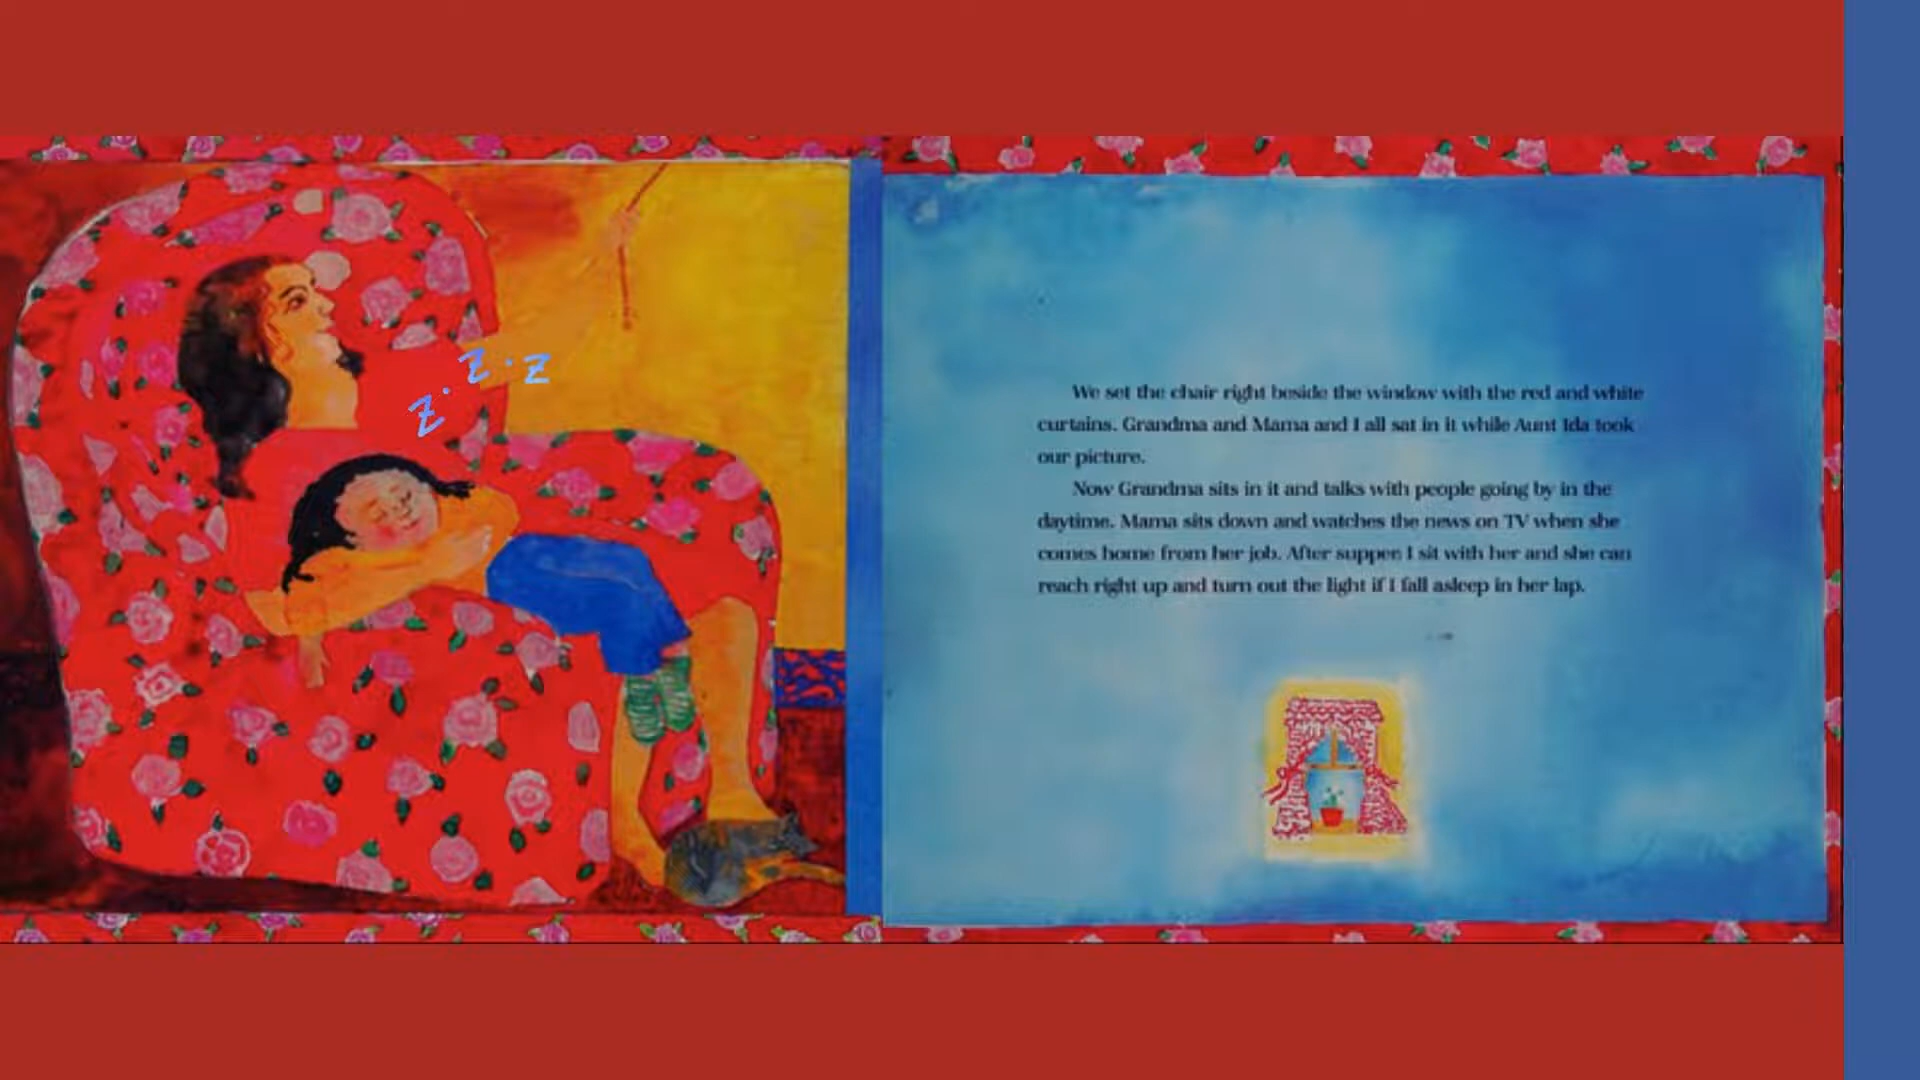 z z z
We set the chair right beside the window with the red and white
curtains. Grandma and Mama and I all sat in it while Aunt Ida took
our picture.
Now Grandma sits in it and talks with people going by in the
daytime. Mama sits down and watches the news on TV when she
comes home from her job. After supper I sit with her and she can
reach right up and turn out the light if I fall asleep in her lap.